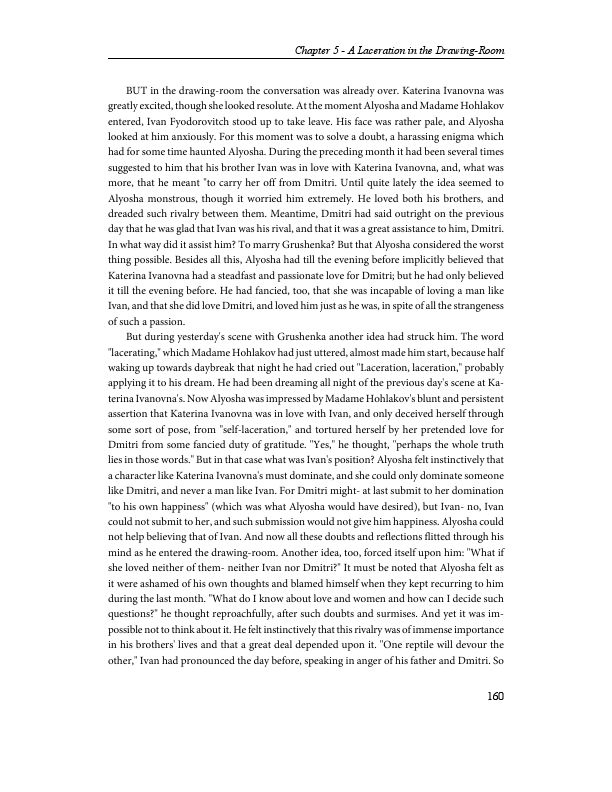 Chapter 5 - A Laceration in the Drawing-Room
BUT in the drawing-room the conversation was already over. Katerina Ivanovna was
greatly excited, though she looked resolute. At the moment Alyosha and Madame Hohlakov
entered, Ivan Fyodorovitch stood up to take leave. His face was rather pale, and Alyosha
looked at him anxiously. For this moment was to solve a doubt, a harassing enigma which
had for some time haunted Alyosha. During the preceding month it had been several times
suggested to him that his brother Ivan was in love with Katerina Ivanovna, and, what was
more, that he meant "to carry her off from Dmitri. Until quite lately the idea seemed to
Alyosha monstrous, though it worried him extremely. He loved both his brothers, and
dreaded such rivalry between them. Meantime, Dmitri had said outright on the previous
day that he was glad that Ivan was his rival, and that it was a great assistance to him, Dmitri.
In what way did it assist him? To marry Grushenka? But that Alyosha considered the worst
thing possible. Besides all this, Alyosha had till the evening before implicitly believed that
Katerina Ivanovna had a steadfast and passionate love for Dmitri; but he had only believed
it till the evening before. He had fancied, too, that she was incapable of loving a man like
Ivan, and that she did love Dmitri, and loved him just as he was, in spite of all the strangeness
of such a passion.
But during yesterday's scene with Grushenka another idea had struck him. The word
"lacerating," which Madame Hohlakov had just uttered, almost made him start, because half
waking up towards daybreak that night he had cried out "Laceration, laceration," probably
applying it to his dream. He had been dreaming all night of the previous day's scene at Ka-
terina Ivanovna's. Now Alyosha was impressed by Madame Hohlakov's blunt and persistent
assertion that Katerina Ivanovna was in love with Ivan, and only deceived herself through
some sort of pose, from "self-laceration," and tortured herself by her pretended love for
Dmitri from some fancied duty of gratitude. "Yes," he thought, "perhaps the whole truth
lies in those words." But in that case what was Ivan's position? Alyosha felt instinctively that
a character like Katerina Ivanovna's must dominate, and she could only dominate someone
like Dmitri, and never a man like Ivan. For Dmitri might- at last submit to her domination
"to his own happiness" (which was what Alyosha would have desired), but Ivan- no, Ivan
could not submit to her, and such submission would not give him happiness. Alyosha could
not help believing that of Ivan. And now all these doubts and reflections flitted through his
mind as he entered the drawing-room. Another idea, too, forced itself upon him: "What if
she loved neither of them- neither Ivan nor Dmitri?" It must be noted that Alyosha felt as
it were ashamed of his own thoughts and blamed himself when they kept recurring to him
during the last month. "What do I know about love and women and how can I decide such
questions?" he thought reproachfully, after such doubts and surmises. And yet it was im-
possible not to think about it. He felt instinctively that this rivalry was of immense importance
in his brothers' lives and that a great deal depended upon it. "One reptile will devour the
other," Ivan had pronounced the day before, speaking in anger of his father and Dmitri. So
160